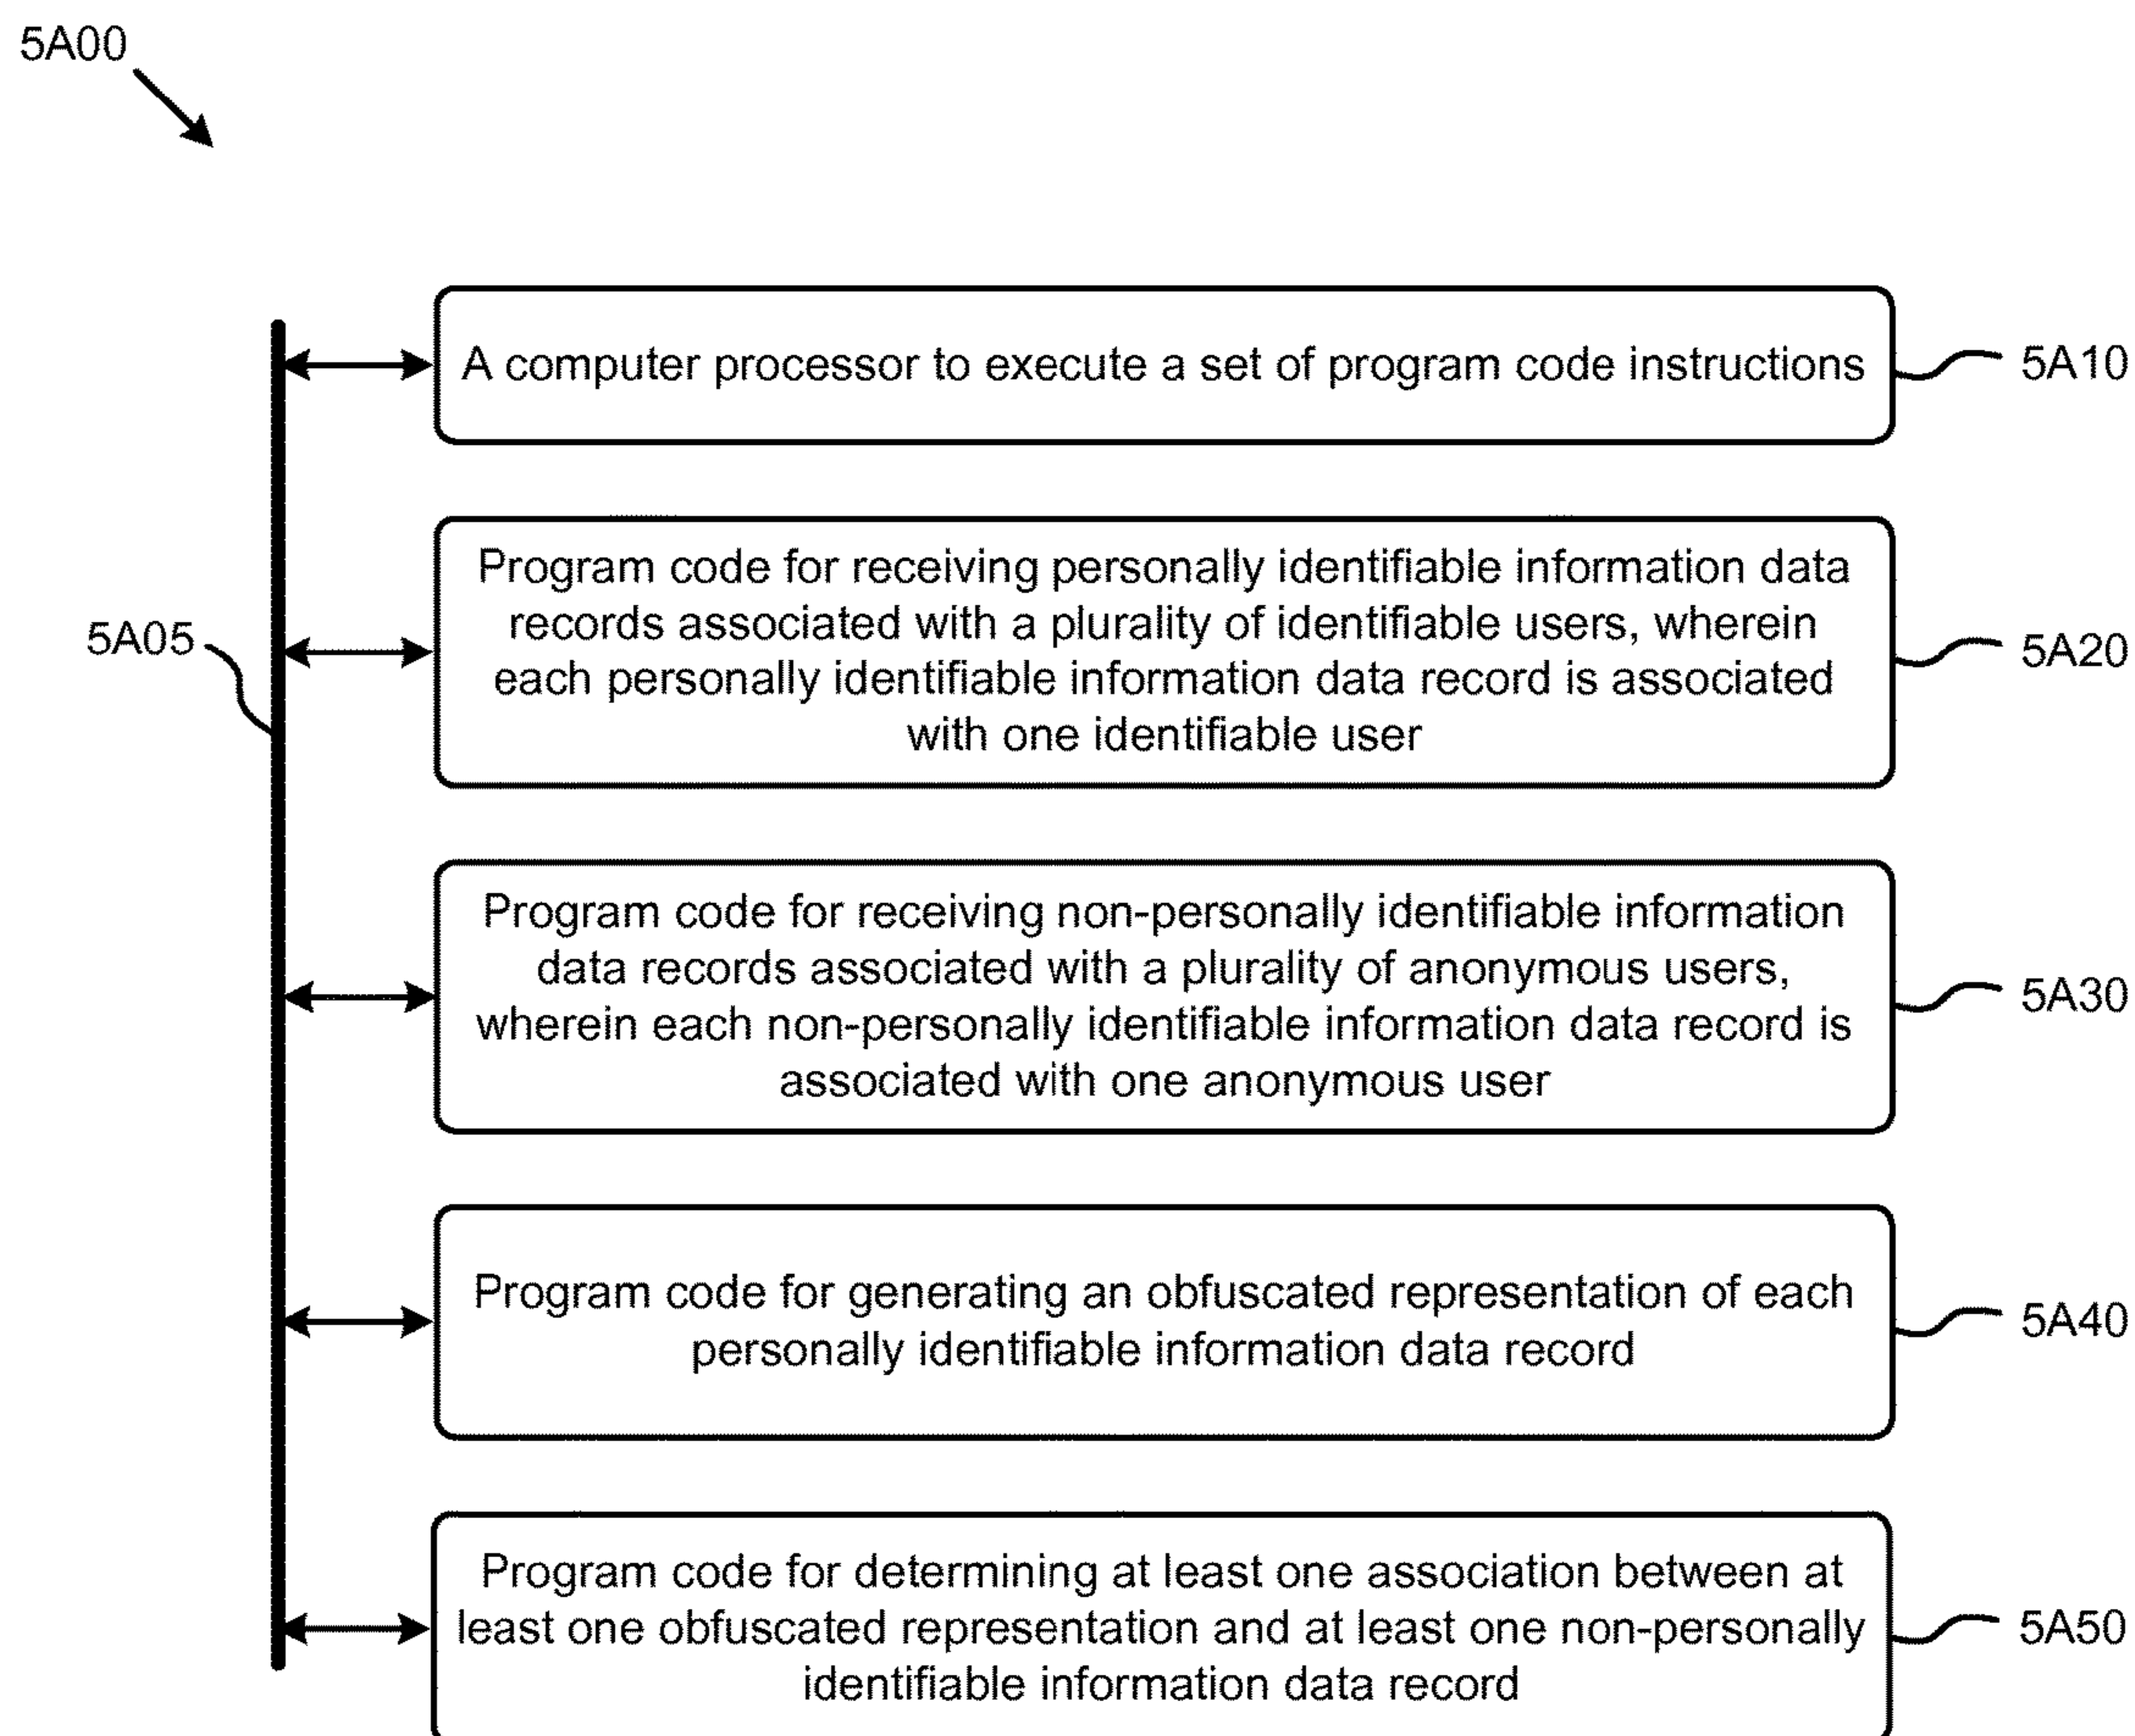 5A00
A computer processor to execute a set of program code instructions
5A10
Program code for receiving personally identifiable information data
records associated with a plurality of identifiable users, wherein
each personally identifiable information data record is associated
with one identifiable user
5A05
5A20
Program code for receiving non-personally identifiable information
data records associated with a plurality of anonymous users,
wherein each non-personally identifiable information data record is
associated with one anonymous user
5A30
Program code for generating an obfuscated representation of each
personally identifiable information data record
5A40
Program code for determining at least one association between at
least one obfuscated representation and at least one non-personally
identifiable information data record
5A50